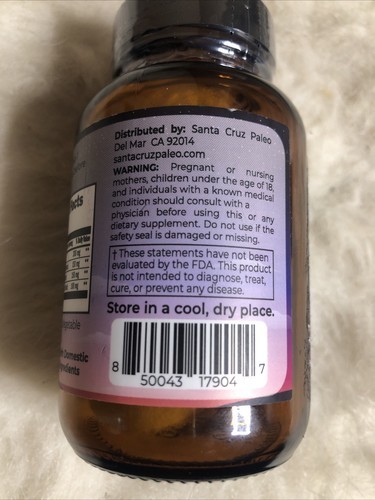 Distributed by: Santa Cruz Paleo
Del Mar CA 92014
santacruzpaleo.com
WARNING: Pregnant or nursing
mothers, children under the age of 18,
and individuals with a known medical
condition should consult with a
physician before using this or any
dietary supplement. Do not use if the
safety seal is damaged or missing.
† These statements have not been
evaluated by the FDA. This product
is not intended to diagnose, treat,
cure, or prevent any disease.
Store in a cool, dry place.
8 50043 17904 7
Domestic